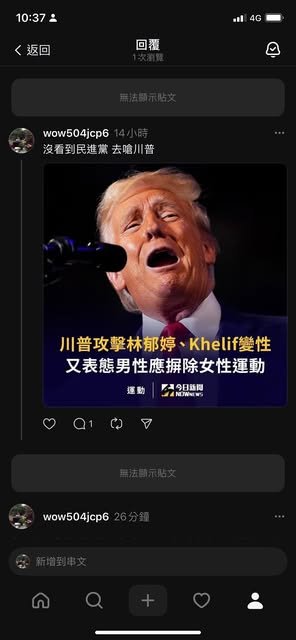 10:37
4G
返回
回覆
1次瀏覽
無法顯示貼文
wow504jcp6 14小時
沒看到民進黨 去嗆川普
川普攻擊林郁婷、Khelif變性
又表態男性應摒除女性運動
運動 今日新聞 NOWNEWS
1
無法顯示貼文
wow504jcp6 26分鐘
新增到串文